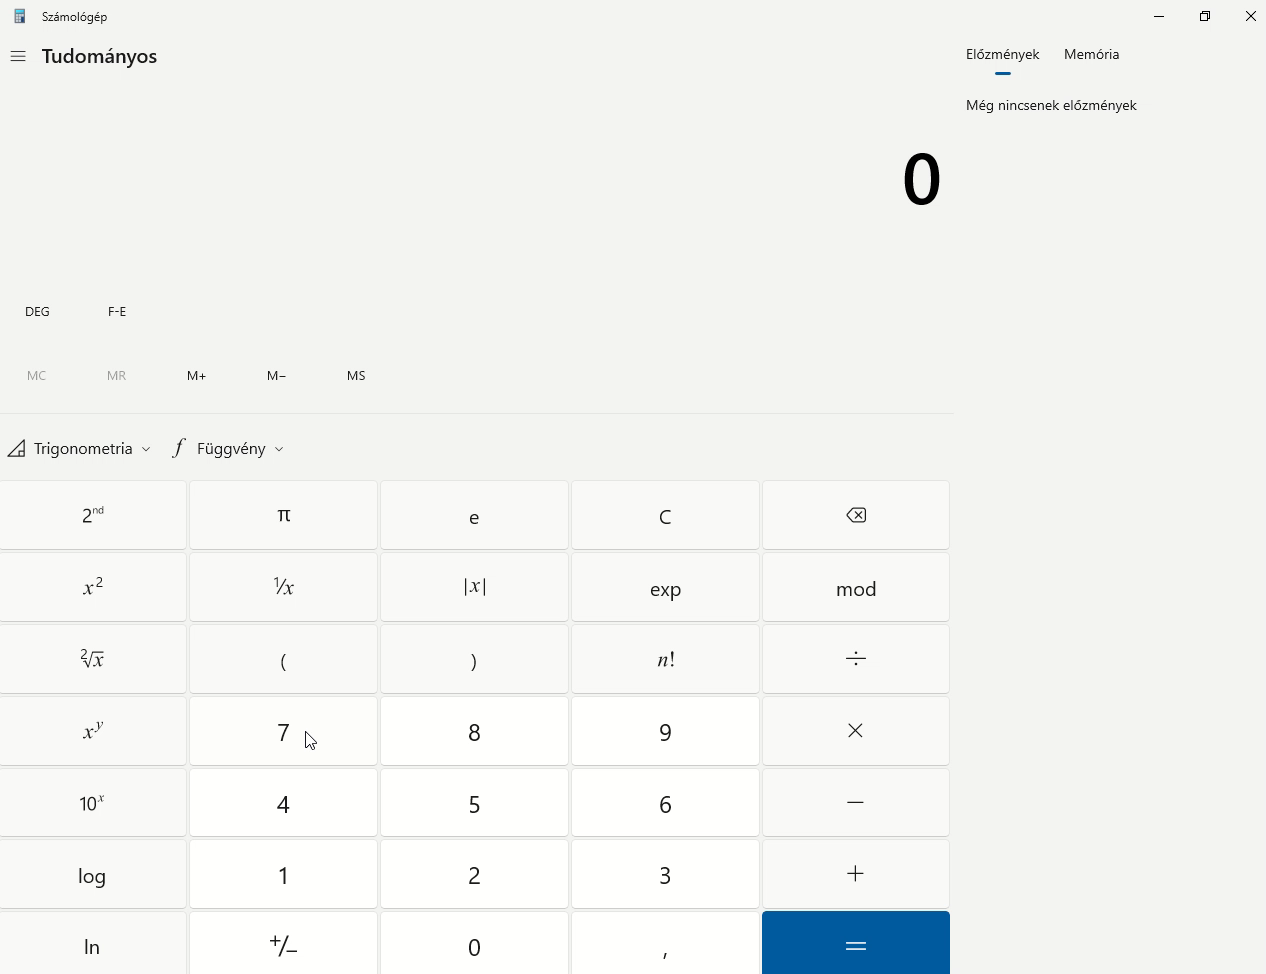 Számológép
Tudományos
Előzmények Memória
Még nincsenek előzmények
0
DEG F-E
MC MR M+ M− MS
Trigonometria f Függvény
2nd π e C
x2 1/x |x| exp mod
2√x ( ) n! ÷
xy 7 8 9 ×
10x 4 5 6 −
log 1 2 3 +
ln +/− 0 , =